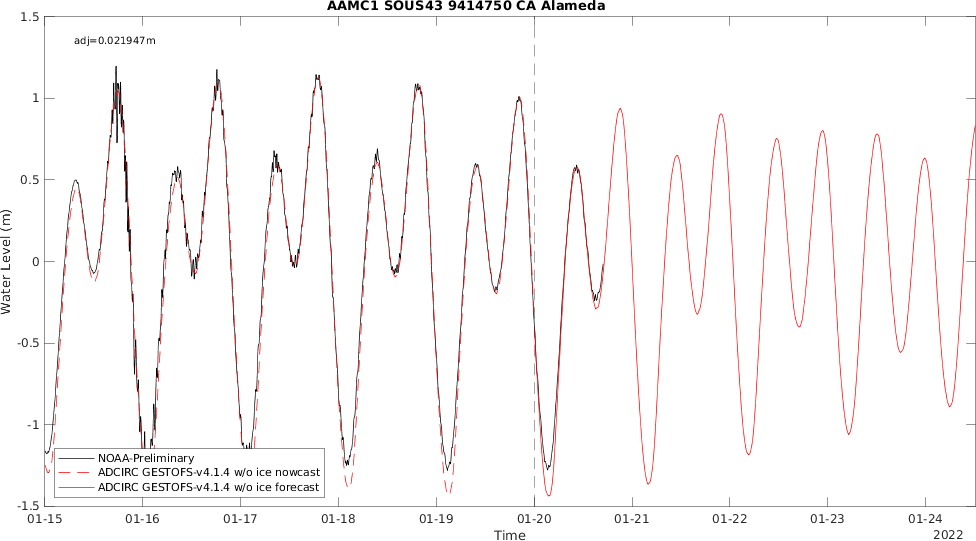 AAMC1 SOUS43 9414750 CA Alameda
1.5
adj=0.021947m
1
0.5
0
-0.5
-1
-1.5
Water Level (m)
NOAA-Preliminary
ADCIRC GESTOFS-v4.1.4 w/o ice nowcast
ADCIRC GESTOFS-v4.1.4 w/o ice forecast
01-15 01-16 01-17 01-18 01-19 01-20 01-21 01-22 01-23 01-24
Time
2022